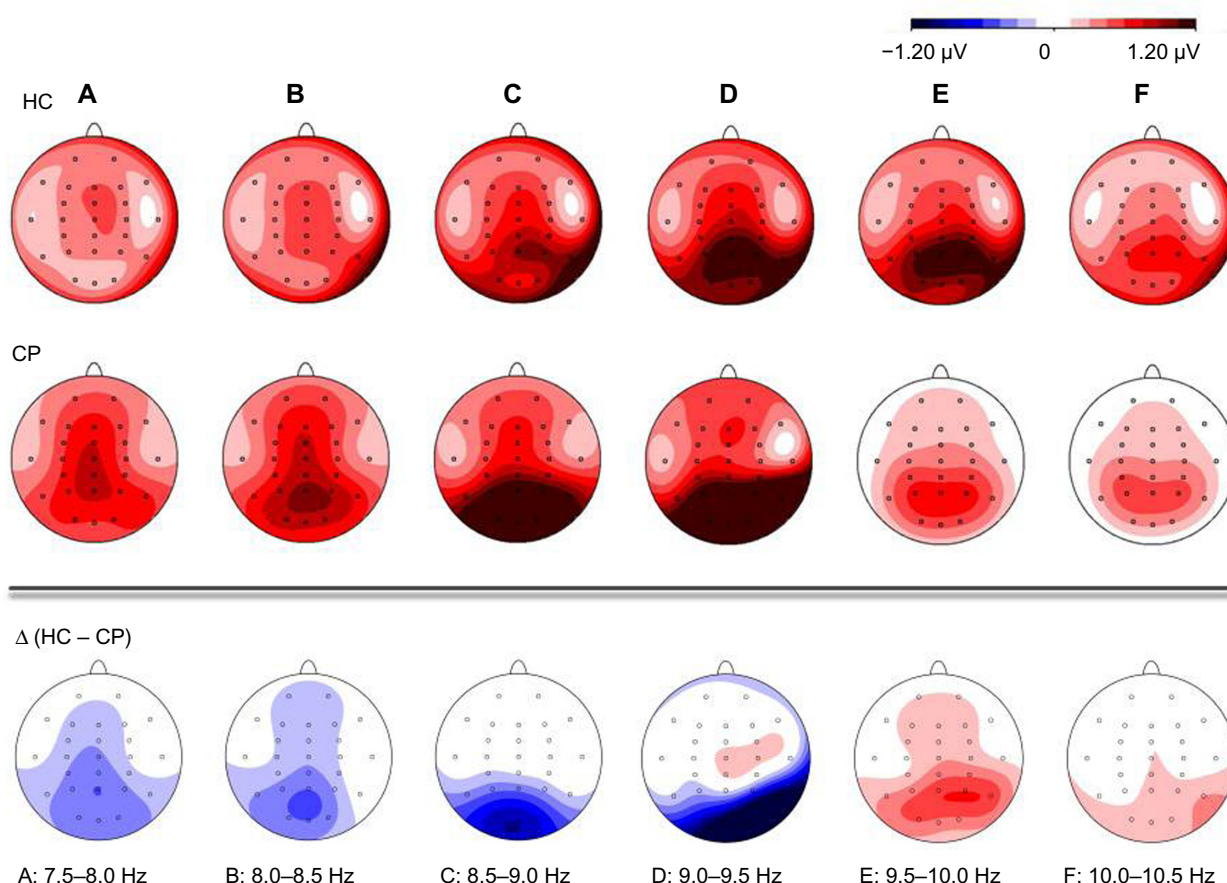 −1.20 µV 0 1.20 µV
HC A B C D E F
CP
Δ (HC – CP)
A: 7.5–8.0 Hz B: 8.0–8.5 Hz C: 8.5–9.0 Hz D: 9.0–9.5 Hz E: 9.5–10.0 Hz F: 10.0–10.5 Hz